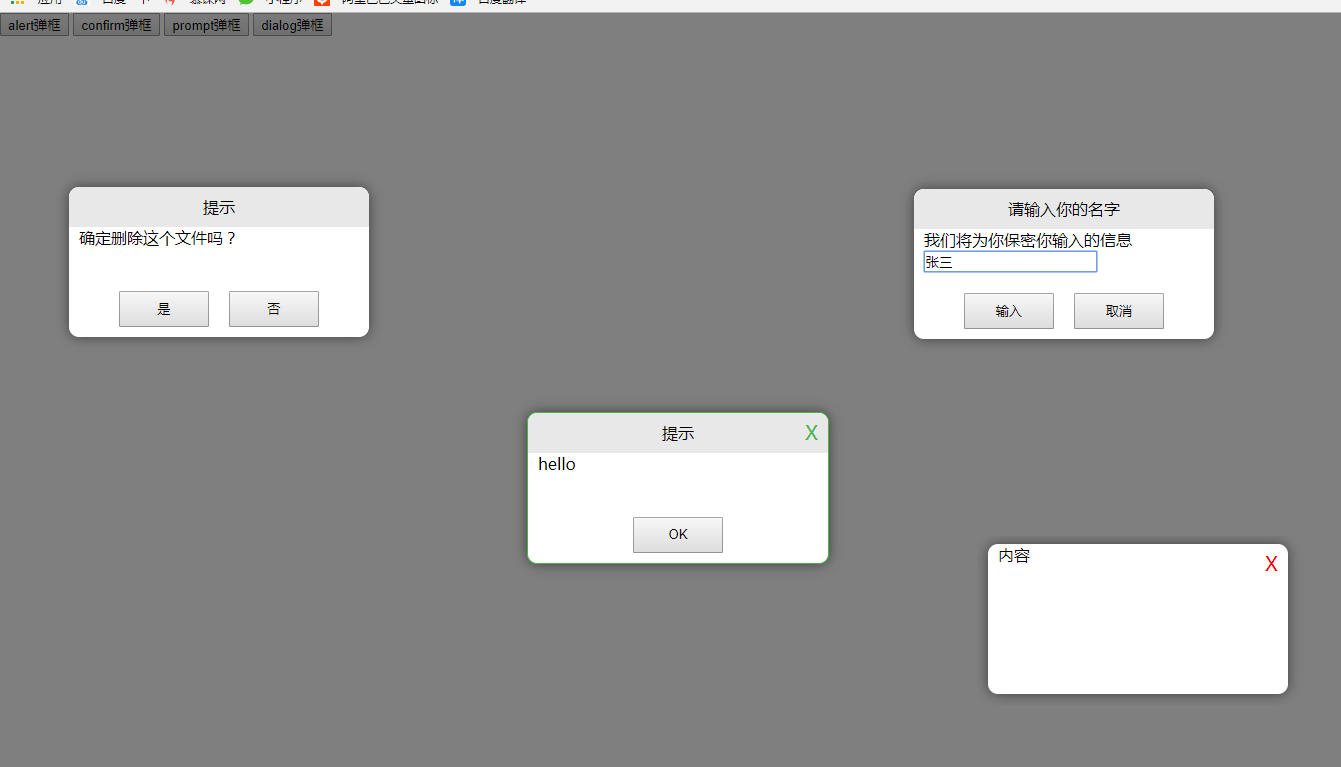 alert弹框 confirm弹框 prompt弹框 dialog弹框
提示
确定删除这个文件吗？
是 否
请输入你的名字
我们将为你保密你输入的信息
张三
输入 取消
提示 X
hello
OK
内容 X